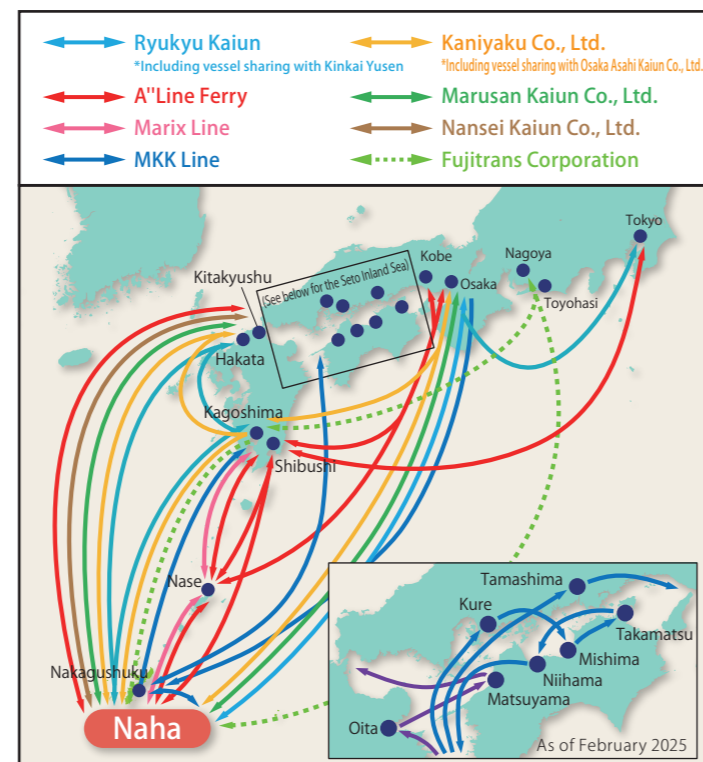 Ryukyu Kaiun
*Including vessel sharing with Kinkai Yusen
A"Line Ferry
Marix Line
MKK Line
Kaniyaku Co., Ltd.
*Including vessel sharing with Osaka Asahi Kaiun Co., Ltd.
Marusan Kaiun Co., Ltd.
Nansei Kaiun Co., Ltd.
Fujitrans Corporation
Tokyo
Kobe
Nagoya
Osaka
Toyohasi
Kitakyushu
(See below for the Seto Inland Sea)
Hakata
Kagoshima
Shibushi
Nase
Nakagushuku
Naha
Tamashima
Kure
Takamatsu
Mishima
Niihama
Matsuyama
Oita
As of February 2025